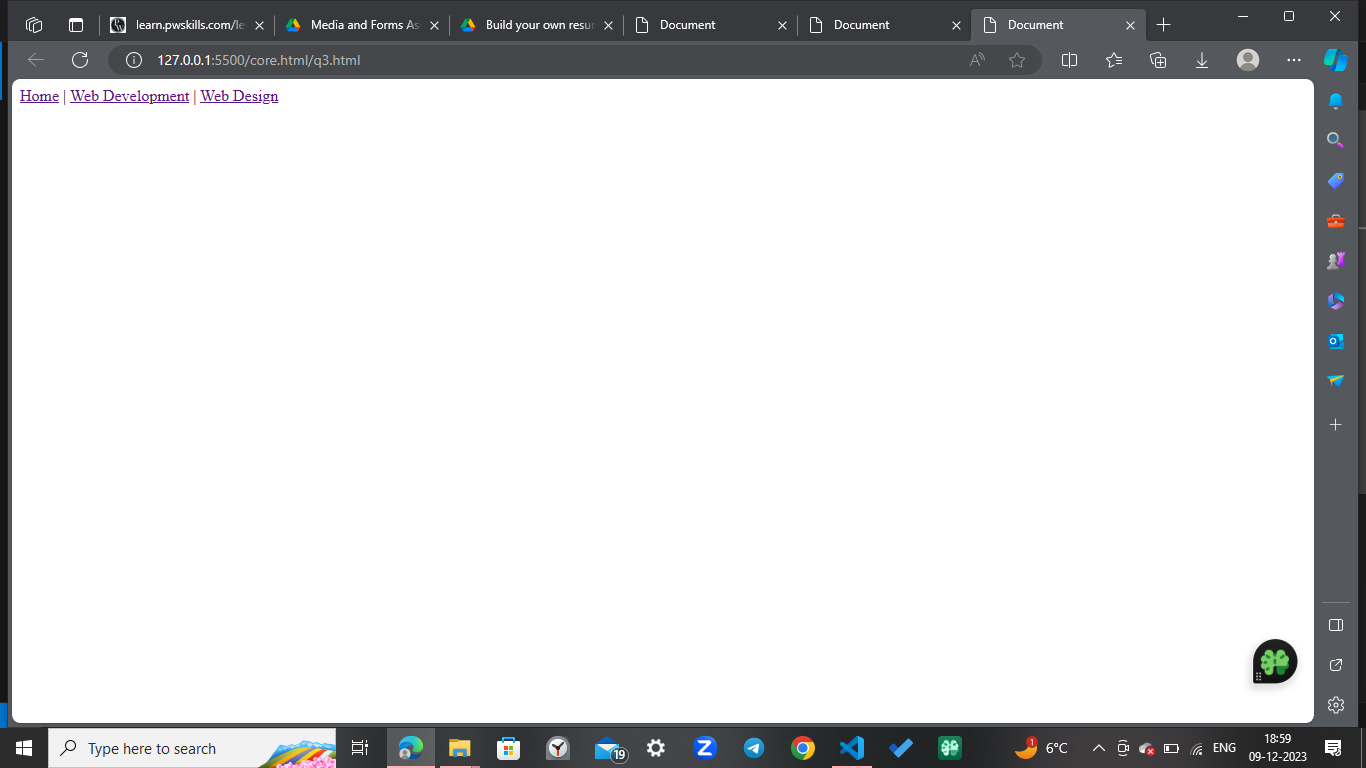 learn.pwskills.com/le
Media and Forms As
Build your own resur
Document
Document
Document
127.0.0.1:5500/core.html/q3.html
Home | Web Development | Web Design
Type here to search
19
1
6°C
ENG
18:59
09-12-2023